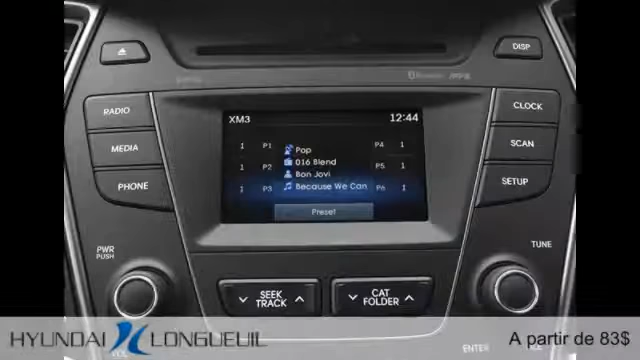 DISP
RADIO
CLOCK
XM3 12:44
1 P1 Pop P4 1
MEDIA
SCAN
1 P2 016 Blend P5 1
Bon Jovi
PHONE
SETUP
1 P3 Because We Can P6 1
Preset
PWR
PUSH
TUNE
SEEK
TRACK
CAT
FOLDER
HYUNDAI LONGUEUIL
A partir de 83$
VOL
ENTER